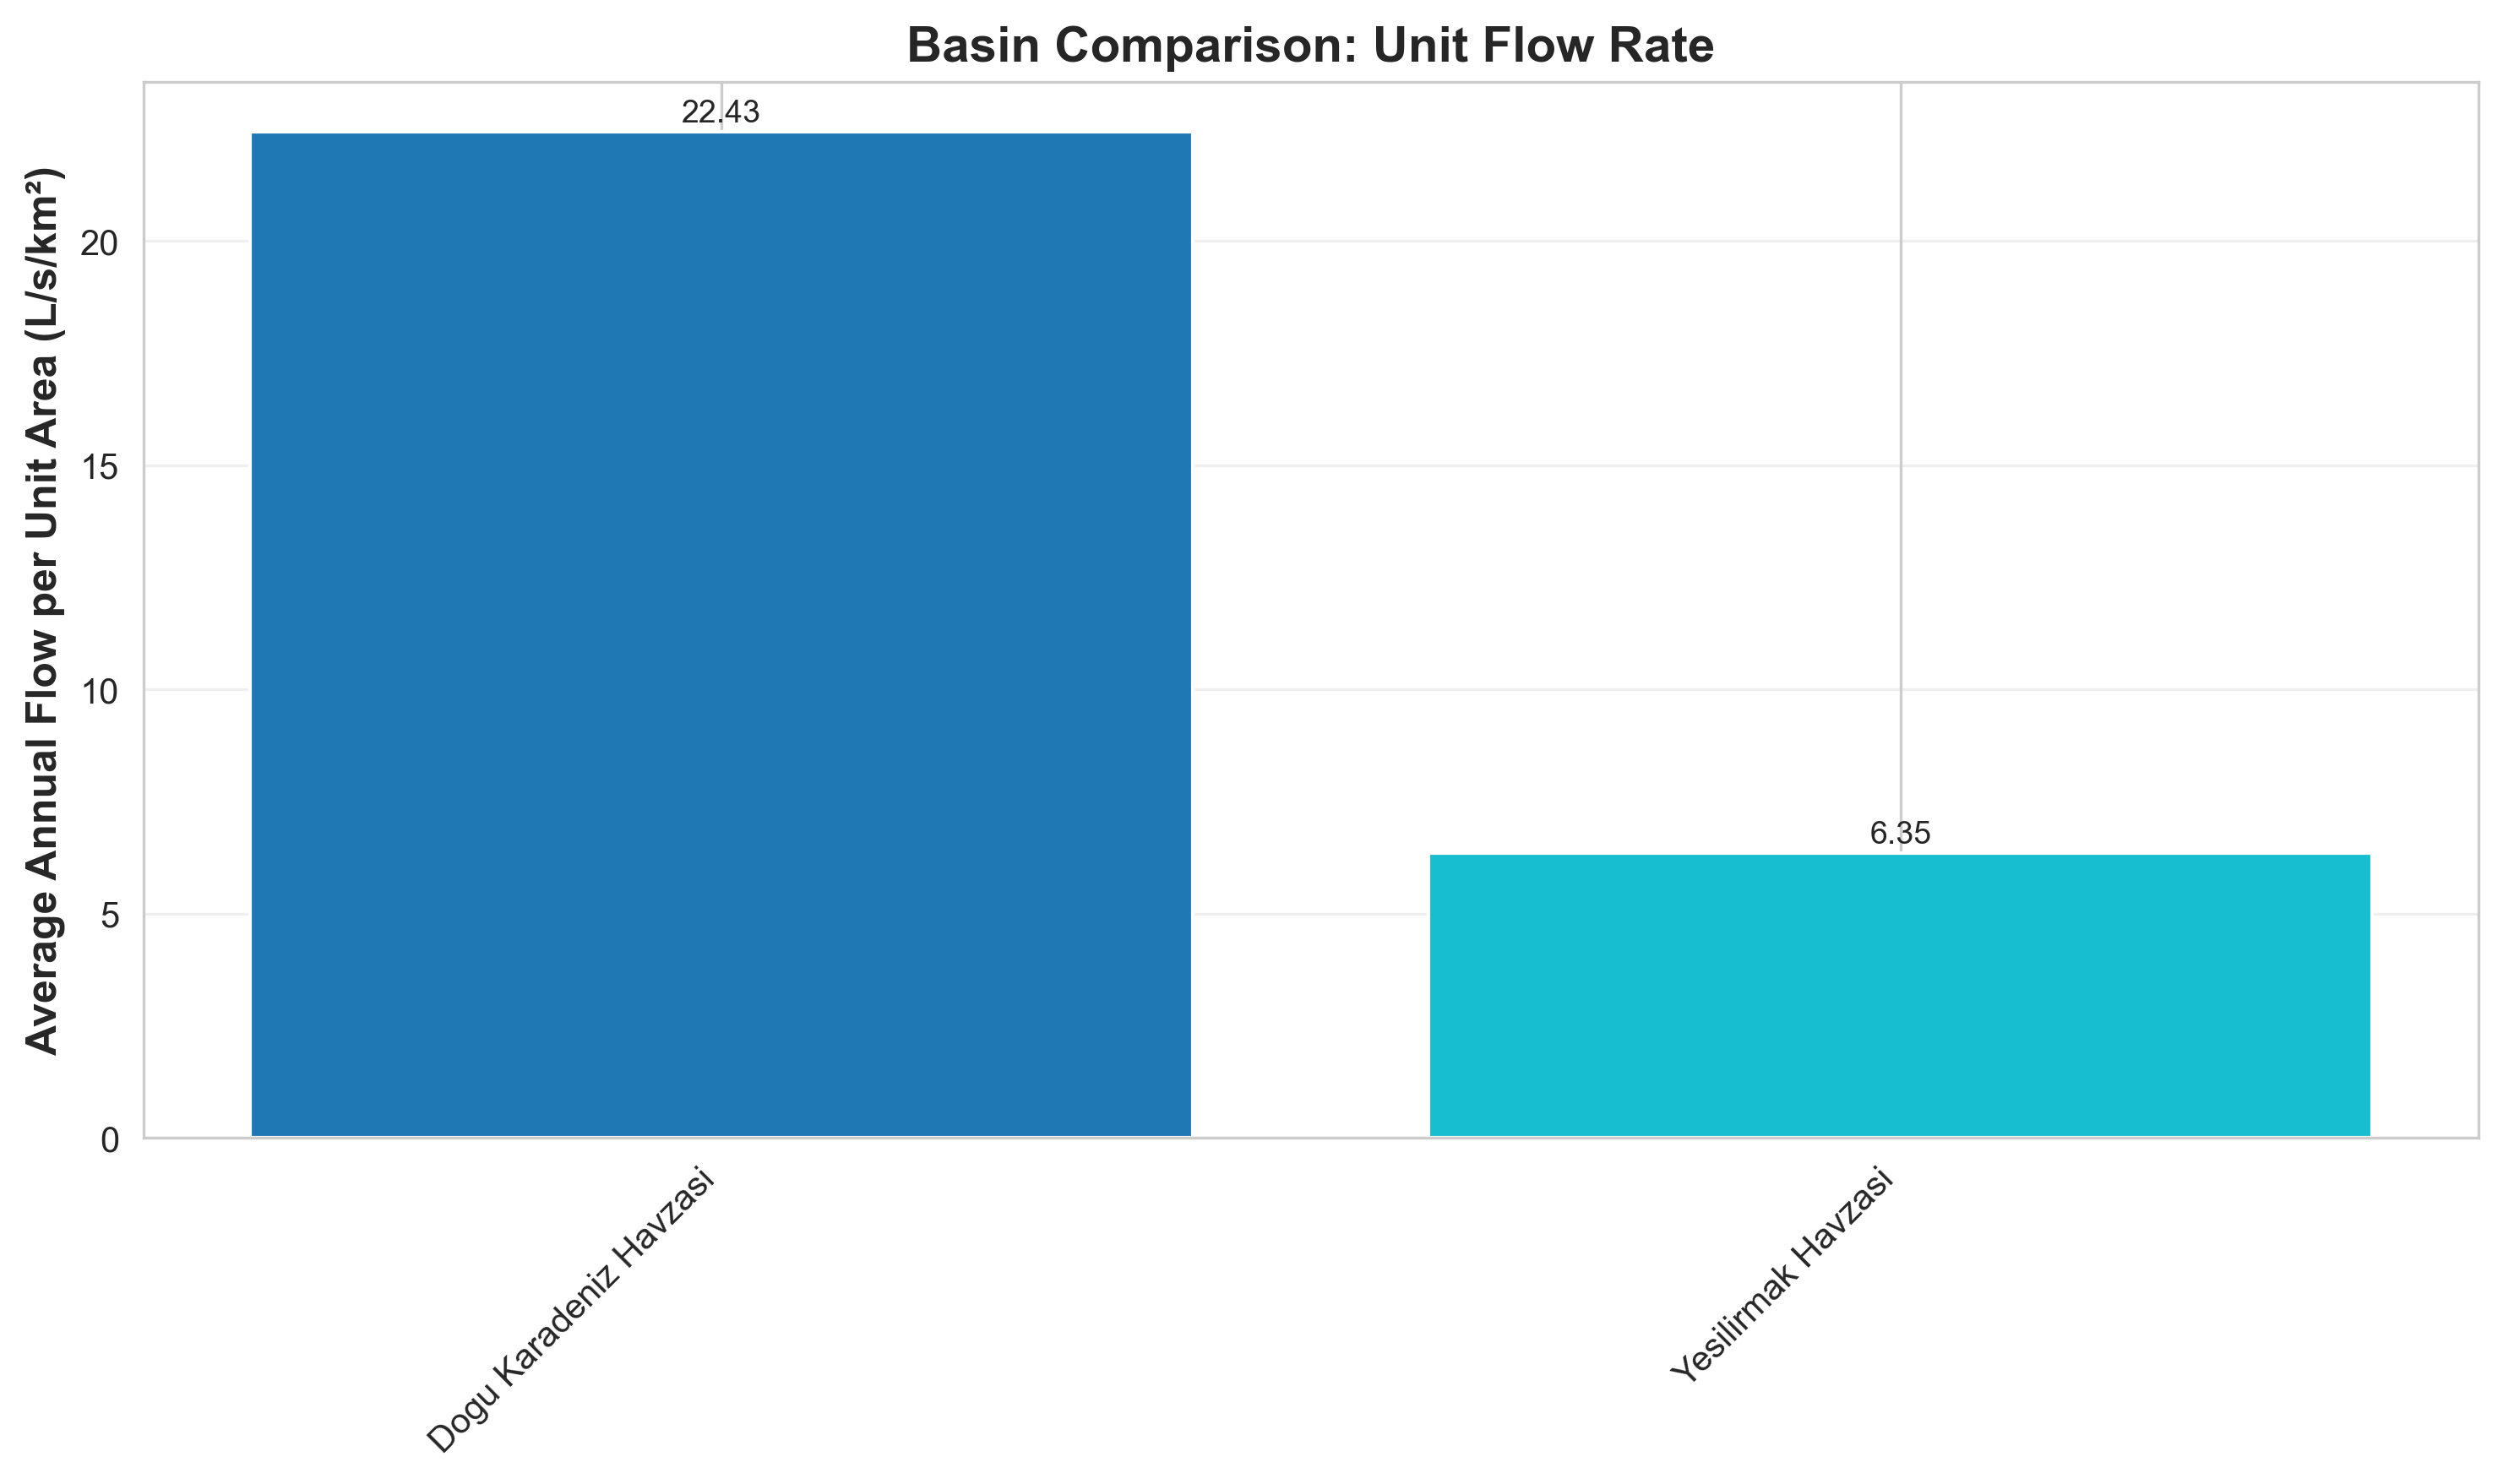 Basin Comparison: Unit Flow Rate
Average Annual Flow per Unit Area (L/s/km²)
20
15
10
5
0
22.43
6.35
Dogu Karadeniz Havzasi
Yesilirmak Havzasi